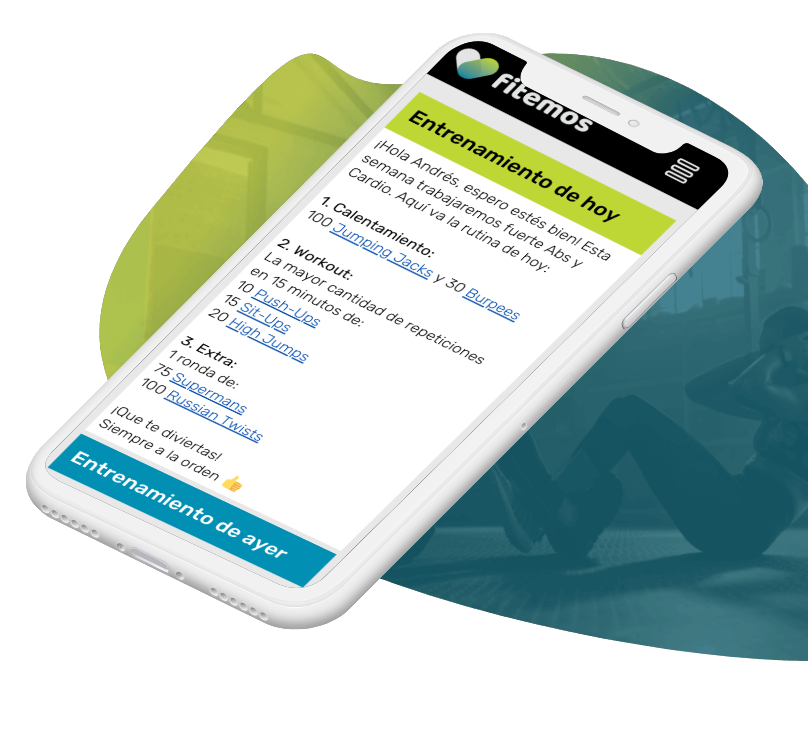 fitemos
Entrenamiento de hoy
¡Hola Andrés, espero estés bien! Esta
semana trabajaremos fuerte Abs y
Cardio. Aquí va la rutina de hoy:
1. Calentamiento:
100 Jumping Jacks y 30 Burpees
2. Workout:
La mayor cantidad de repeticiones
en 15 minutos de:
10 Push-Ups
15 Sit-Ups
20 High Jumps
3. Extra:
1 ronda de:
75 Supermans
100 Russian Twists
¡Que te diviertas!
Siempre a la orden 👍
Entrenamiento de ayer